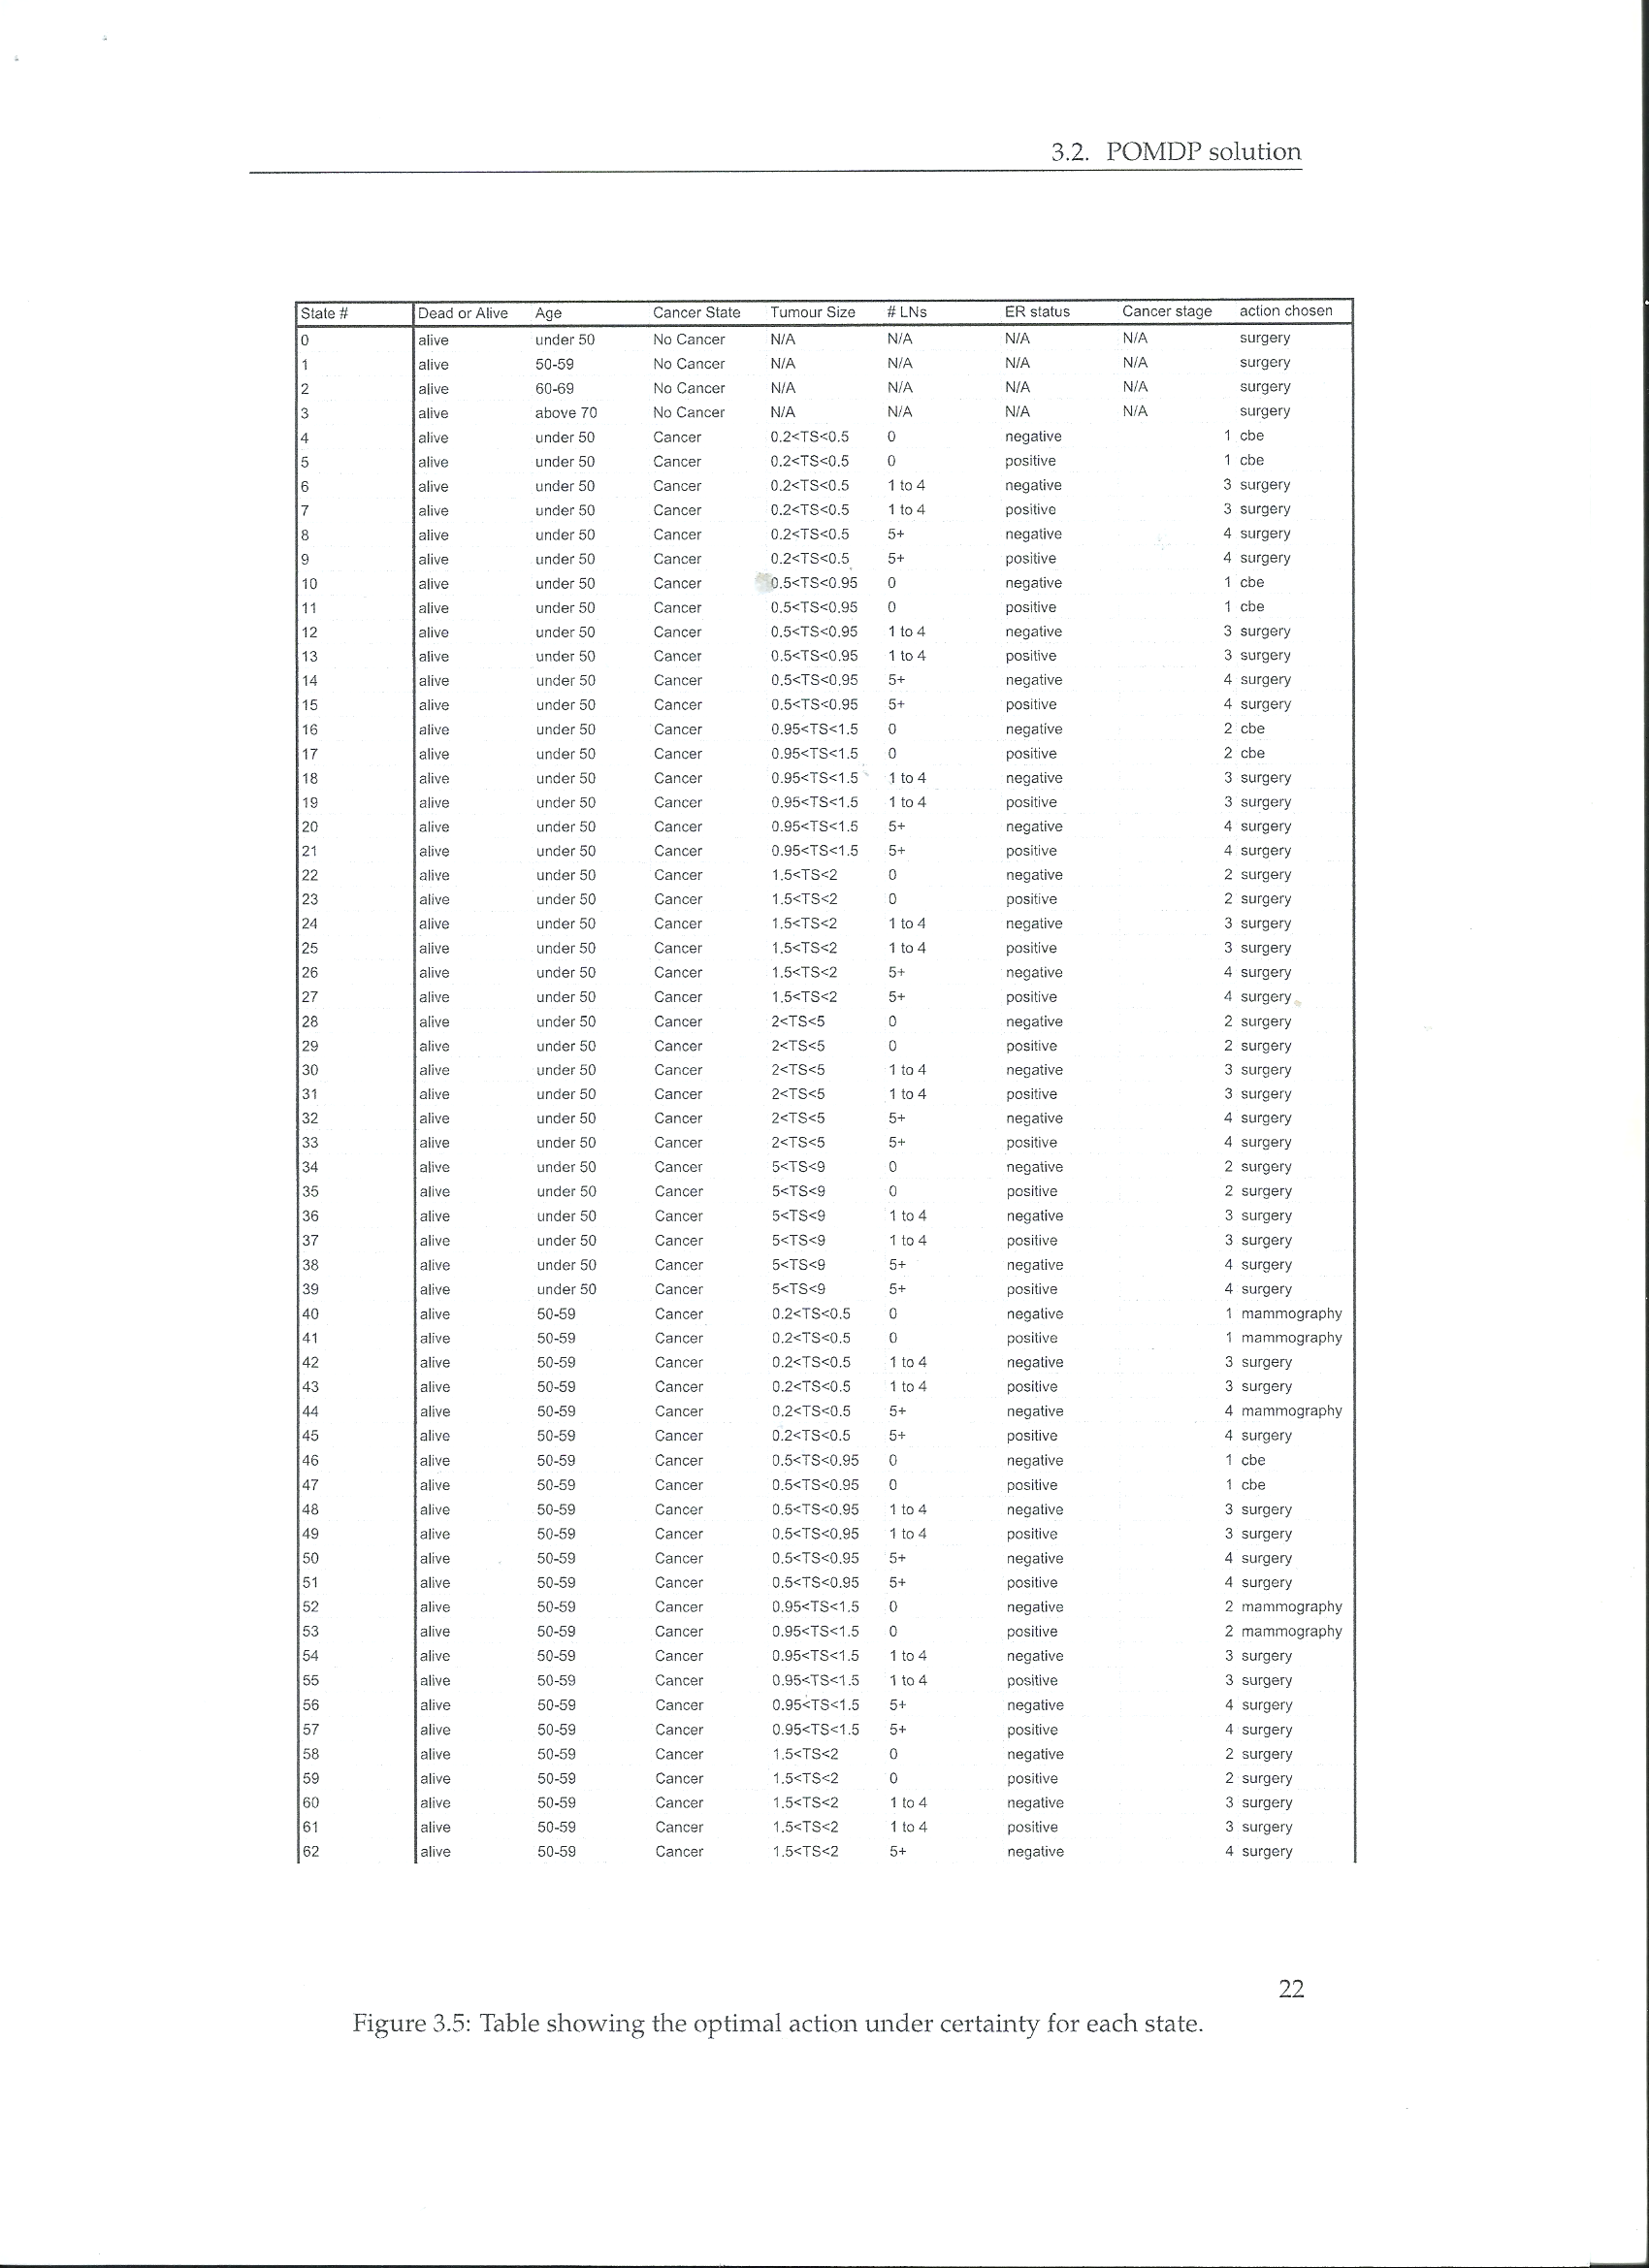 3.2. POMDP solution
State # Dead or Alive Age Cancer State Tumour Size # LNs ER status Cancer stage action chosen
0 alive under 50 No Cancer N/A N/A N/A N/A surgery
1 alive 50-59 No Cancer N/A N/A N/A N/A surgery
2 alive 60-69 No Cancer N/A N/A N/A N/A surgery
3 alive above 70 No Cancer N/A N/A N/A N/A surgery
4 alive under 50 Cancer 0.2<TS<0.5 0 negative 1 cbe
5 alive under 50 Cancer 0.2<TS<0.5 0 positive 1 cbe
6 alive under 50 Cancer 0.2<TS<0.5 1 to 4 negative 3 surgery
7 alive under 50 Cancer 0.2<TS<0.5 1 to 4 positive 3 surgery
8 alive under 50 Cancer 0.2<TS<0.5 5+ negative 4 surgery
9 alive under 50 Cancer 0.2<TS<0.5 5+ positive 4 surgery
10 alive under 50 Cancer 0.5<TS<0.95 0 negative 1 cbe
11 alive under 50 Cancer 0.5<TS<0.95 0 positive 1 cbe
12 alive under 50 Cancer 0.5<TS<0.95 1 to 4 negative 3 surgery
13 alive under 50 Cancer 0.5<TS<0.95 1 to 4 positive 3 surgery
14 alive under 50 Cancer 0.5<TS<0.95 5+ negative 4 surgery
15 alive under 50 Cancer 0.5<TS<0.95 5+ positive 4 surgery
16 alive under 50 Cancer 0.95<TS<1.5 0 negative 2 cbe
17 alive under 50 Cancer 0.95<TS<1.5 0 positive 2 cbe
18 alive under 50 Cancer 0.95<TS<1.5 1 to 4 negative 3 surgery
19 alive under 50 Cancer 0.95<TS<1.5 1 to 4 positive 3 surgery
20 alive under 50 Cancer 0.95<TS<1.5 5+ negative 4 surgery
21 alive under 50 Cancer 0.95<TS<1.5 5+ positive 4 surgery
22 alive under 50 Cancer 1.5<TS<2 0 negative 2 surgery
23 alive under 50 Cancer 1.5<TS<2 0 positive 2 surgery
24 alive under 50 Cancer 1.5<TS<2 1 to 4 negative 3 surgery
25 alive under 50 Cancer 1.5<TS<2 1 to 4 positive 3 surgery
26 alive under 50 Cancer 1.5<TS<2 5+ negative 4 surgery
27 alive under 50 Cancer 1.5<TS<2 5+ positive 4 surgery
28 alive under 50 Cancer 2<TS<5 0 negative 2 surgery
29 alive under 50 Cancer 2<TS<5 0 positive 2 surgery
30 alive under 50 Cancer 2<TS<5 1 to 4 negative 3 surgery
31 alive under 50 Cancer 2<TS<5 1 to 4 positive 3 surgery
32 alive under 50 Cancer 2<TS<5 5+ negative 4 surgery
33 alive under 50 Cancer 2<TS<5 5+ positive 4 surgery
34 alive under 50 Cancer 5<TS<9 0 negative 2 surgery
35 alive under 50 Cancer 5<TS<9 0 positive 2 surgery
36 alive under 50 Cancer 5<TS<9 1 to 4 negative 3 surgery
37 alive under 50 Cancer 5<TS<9 1 to 4 positive 3 surgery
38 alive under 50 Cancer 5<TS<9 5+ negative 4 surgery
39 alive under 50 Cancer 5<TS<9 5+ positive 4 surgery
40 alive 50-59 Cancer 0.2<TS<0.5 0 negative 1 mammography
41 alive 50-59 Cancer 0.2<TS<0.5 0 positive 1 mammography
42 alive 50-59 Cancer 0.2<TS<0.5 1 to 4 negative 3 surgery
43 alive 50-59 Cancer 0.2<TS<0.5 1 to 4 positive 3 surgery
44 alive 50-59 Cancer 0.2<TS<0.5 5+ negative 4 mammography
45 alive 50-59 Cancer 0.2<TS<0.5 5+ positive 4 surgery
46 alive 50-59 Cancer 0.5<TS<0.95 0 negative 1 cbe
47 alive 50-59 Cancer 0.5<TS<0.95 0 positive 1 cbe
48 alive 50-59 Cancer 0.5<TS<0.95 1 to 4 negative 3 surgery
49 alive 50-59 Cancer 0.5<TS<0.95 1 to 4 positive 3 surgery
50 alive 50-59 Cancer 0.5<TS<0.95 5+ negative 4 surgery
51 alive 50-59 Cancer 0.5<TS<0.95 5+ positive 4 surgery
52 alive 50-59 Cancer 0.95<TS<1.5 0 negative 2 mammography
53 alive 50-59 Cancer 0.95<TS<1.5 0 positive 2 mammography
54 alive 50-59 Cancer 0.95<TS<1.5 1 to 4 negative 3 surgery
55 alive 50-59 Cancer 0.95<TS<1.5 1 to 4 positive 3 surgery
56 alive 50-59 Cancer 0.95<TS<1.5 5+ negative 4 surgery
57 alive 50-59 Cancer 0.95<TS<1.5 5+ positive 4 surgery
58 alive 50-59 Cancer 1.5<TS<2 0 negative 2 surgery
59 alive 50-59 Cancer 1.5<TS<2 0 positive 2 surgery
60 alive 50-59 Cancer 1.5<TS<2 1 to 4 negative 3 surgery
61 alive 50-59 Cancer 1.5<TS<2 1 to 4 positive 3 surgery
62 alive 50-59 Cancer 1.5<TS<2 5+ negative 4 surgery
22
Figure 3.5: Table showing the optimal action under certainty for each state.